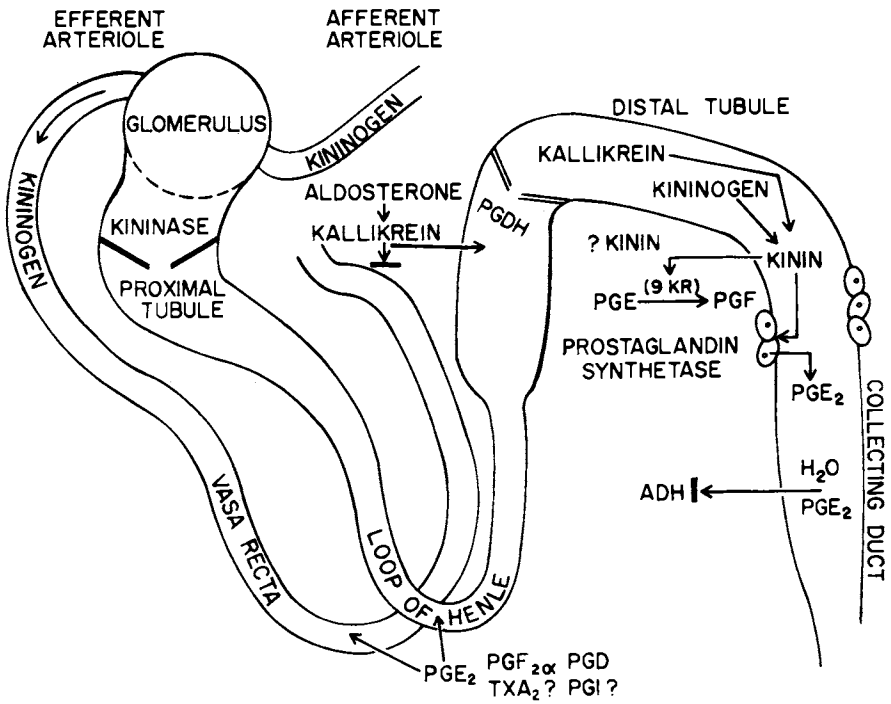 EFFERENT
ARTERIOLE
AFFERENT
ARTERIOLE
GLOMERULUS
KININOGEN
KININOGEN
KININASE
PROXIMAL
TUBULE
ALDOSTERONE
KALLIKREIN
PGDH
DISTAL TUBULE
KALLIKREIN
KININOGEN
? KININ
KININ
(9 KR)
PGE
PGF
PROSTAGLANDIN
SYNTHETASE
PGE₂
COLLECTING DUCT
H₂O
ADH
PGE₂
VASA RECTA
LOOP OF HENLE
PGE₂ PGF₂α PGD
TXA₂? PGI?